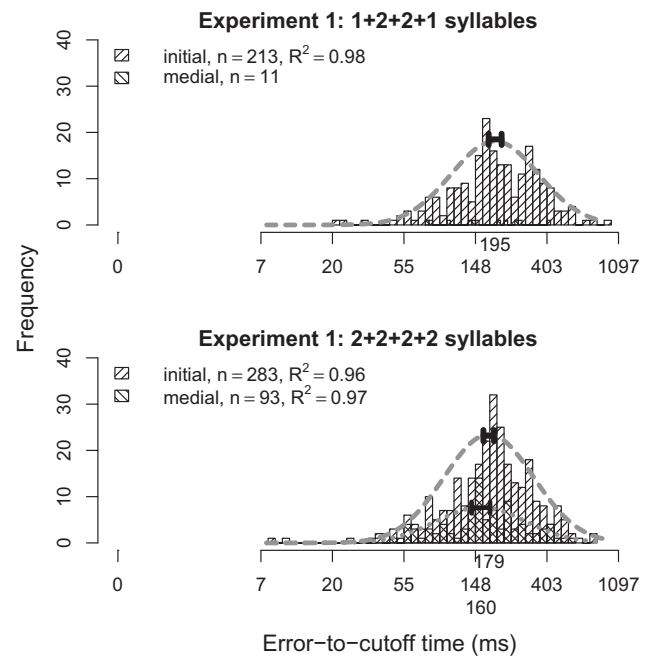 Experiment 1: 1+2+2+1 syllables
initial, n = 213, R² = 0.98
medial, n = 11
40
30
20
10
0
195
0 7 20 55 148 403 1097
Frequency
Experiment 1: 2+2+2+2 syllables
initial, n = 283, R² = 0.96
medial, n = 93, R² = 0.97
40
30
20
10
0
179
0 7 20 55 148 403 1097
160
Error−to−cutoff time (ms)